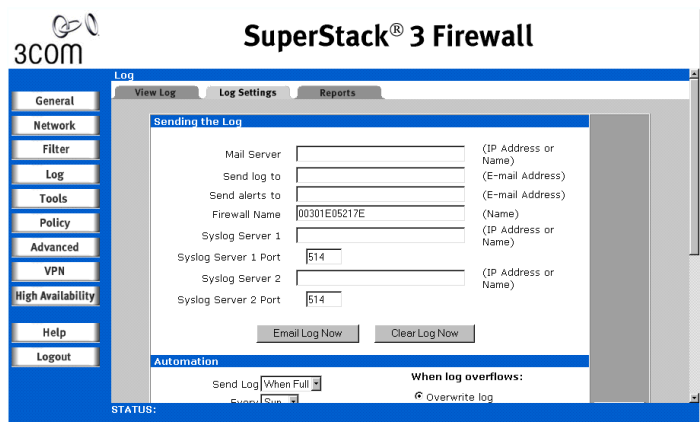 3COM
SuperStack® 3 Firewall
Log
View Log Log Settings Reports
General
Network
Filter
Log
Tools
Policy
Advanced
VPN
High Availability
Help
Logout
Sending the Log
Mail Server (IP Address or Name)
Send log to (E-mail Address)
Send alerts to (E-mail Address)
Firewall Name 00301E05217E (Name)
Syslog Server 1 (IP Address or Name)
Syslog Server 1 Port 514
Syslog Server 2 (IP Address or Name)
Syslog Server 2 Port 514
Email Log Now Clear Log Now
Automation
Send Log When Full When log overflows:
Every Sun Overwrite log
STATUS: